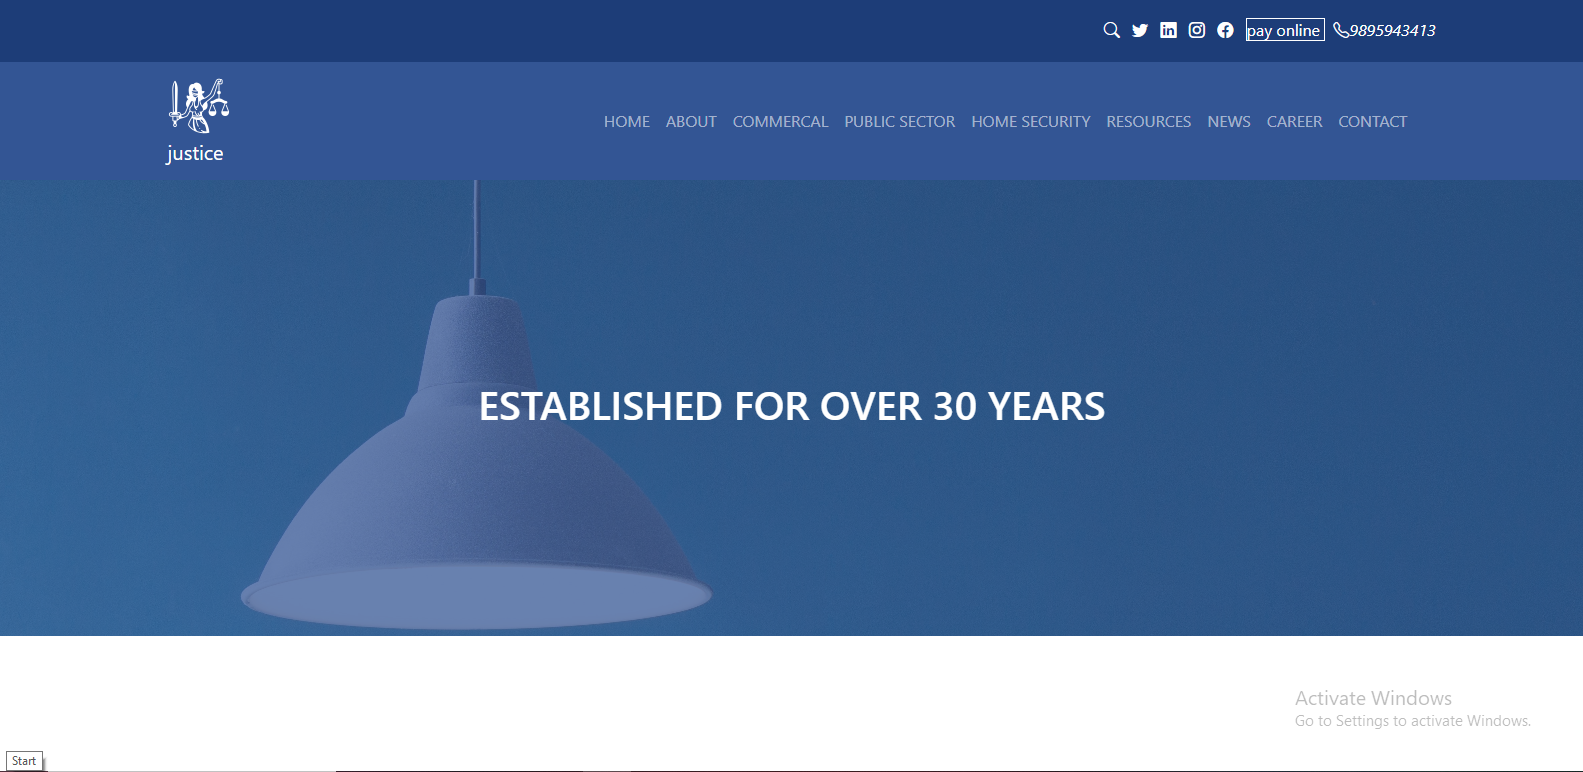 pay online 9895943413
justice
HOME ABOUT COMMERCAL PUBLIC SECTOR HOME SECURITY RESOURCES NEWS CAREER CONTACT
ESTABLISHED FOR OVER 30 YEARS
Activate Windows
Go to Settings to activate Windows.
Start